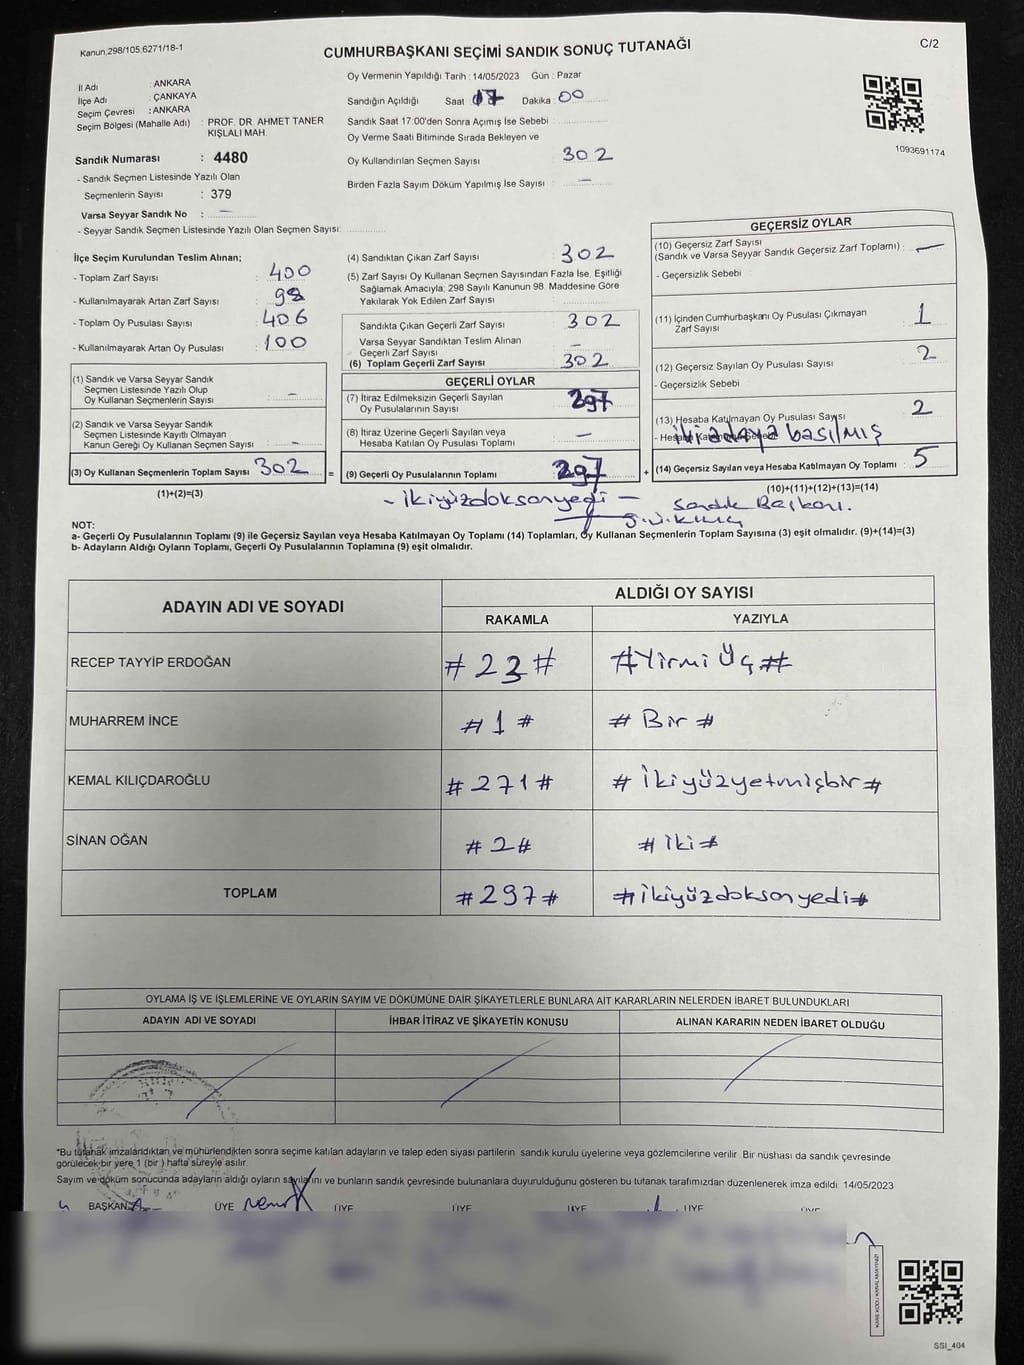 Kanun,298/105.6271/18-1
CUMHURBAŞKANI SEÇİMİ SANDIK SONUÇ TUTANAĞI
C/2
İl Adı : ANKARA
İlçe Adı : ÇANKAYA
Seçim Çevresi : ANKARA
Seçim Bölgesi (Mahalle Adı) : PROF. DR. AHMET TANER
KIŞLALI MAH.
Sandık Numarası : 4480
- Sandık Seçmen Listesinde Yazılı Olan
Seçmenlerin Sayısı : 379
Varsa Seyyar Sandık No : —
- Seyyar Sandık Seçmen Listesinde Yazılı Olan Seçmen Sayısı:
Oy Vermenin Yapıldığı Tarih : 14/05/2023 Gün : Pazar
Sandığın Açıldığı Saat 17 Dakika : 00
Sandık Saat 17.00'den Sonra Açımış İse Sebebi :
Oy Verme Saati Bitiminde Sırada Bekleyen ve
Oy Kullandırılan Seçmen Sayısı 302
Birden Fazla Sayım Döküm Yapılmış İse Sayısı : —
1093691174
İlçe Seçim Kurulundan Teslim Alınan;
- Toplam Zarf Sayısı : 400
- Kullanılmayarak Artan Zarf Sayısı : 98
- Toplam Oy Pusulası Sayısı : 406
- Kullanılmayarak Artan Oy Pusulası : 100
(1) Sandık ve Varsa Seyyar Sandık
Seçmen Listesinde Yazılı Olup
Oy Kullanan Seçmenlerin Sayısı : —
(2) Sandık ve Varsa Seyyar Sandık
Seçmen Listesinde Kayıtlı Olmayan
Kanun Gereği Oy Kullanan Seçmen Sayısı : —
(3) Oy Kullanan Seçmenlerin Toplam Sayısı 302 =
(1)+(2)=(3)
(4) Sandıktan Çıkan Zarf Sayısı : 302
(5) Zarf Sayısı Oy Kullanan Seçmen Sayısından Fazla İse, Eşitliği
Sağlamak Amacıyla; 298 Sayılı Kanunun 98. Maddesine Göre
Yakılarak Yok Edilen Zarf Sayısı :
Sandıkta Çıkan Geçerli Zarf Sayısı : 302
Varsa Seyyar Sandıktan Teslim Alınan
Geçerli Zarf Sayısı : —
(6) Toplam Geçerli Zarf Sayısı : 302
GEÇERLİ OYLAR
(7) İtiraz Edilmeksizin Geçerli Sayılan
Oy Pusulalarının Sayısı : 297
(8) İtiraz Üzerine Geçerli Sayılan veya
Hesaba Katılan Oy Pusulası Toplamı : —
(9) Geçerli Oy Pusulalarının Toplamı : 297 +
GEÇERSİZ OYLAR
(10) Geçersiz Zarf Sayısı
(Sandık ve Varsa Seyyar Sandık Geçersiz Zarf Toplamı) : —
- Geçersizlik Sebebi :
(11) İçinden Cumhurbaşkanı Oy Pusulası Çıkmayan
Zarf Sayısı : 1
(12) Geçersiz Sayılan Oy Pusulası Sayısı : 2
- Geçersizlik Sebebi :
(13) Hesaba Katılmayan Oy Pusulası Sayısı : 2
iki adaya basılmış
(14) Geçersiz Sayılan veya Hesaba Katılmayan Oy Toplamı : 5
(10)+(11)+(12)+(13)=(14)
- İkiyüzdoksanyedi —
Sandık Başkanı.
NOT:
a- Geçerli Oy Pusulalarının Toplamı (9) ile Geçersiz Sayılan veya Hesaba Katılmayan Oy Toplamı (14) Toplamları, Oy Kullanan Seçmenlerin Toplam Sayısına (3) eşit olmalıdır. (9)+(14)=(3)
b- Adayların Aldığı Oyların Toplamı, Geçerli Oy Pusulalarının Toplamına (9) eşit olmalıdır.
ADAYIN ADI VE SOYADI
ALDIĞI OY SAYISI
RAKAMLA YAZIYLA
RECEP TAYYİP ERDOĞAN #23# #Yirmi Üç#
MUHARREM İNCE #1# #Bir#
KEMAL KILIÇDAROĞLU #271# #İkiyüzyetmişbir#
SİNAN OĞAN #2# #İki#
TOPLAM #297# #ikiyüzdoksanyedi#
OYLAMA İŞ VE İŞLEMLERİNE VE OYLARIN SAYIM VE DÖKÜMÜNE DAİR ŞİKAYETLERLE BUNLARA AİT KARARLARIN NELERDEN İBARET BULUNDUKLARI
ADAYIN ADI VE SOYADI İHBAR İTİRAZ VE ŞİKAYETİN KONUSU ALINAN KARARIN NEDEN İBARET OLDUĞU
*Bu tutanak imzalandıktan ve mühürlendikten sonra seçime katılan adayların ve talep eden siyasi partilerin sandık kurulu üyelerine veya gözlemcilerine verilir. Bir nüshası da sandık çevresinde
görülecek bir yere 1 (bir) hafta süreyle asılır.
Sayım ve döküm sonucunda adayların aldığı oyların sayılarını ve bunların sandık çevresinde bulunanlara duyurulduğunu gösteren bu tutanak tarafımızdan düzenlenerek imza edildi. 14/05/2023
BAŞKAN ÜYE ÜYE ÜYE ÜYE ÜYE ÜYE
KARE KODU KARALAMAYINIZ!
SSI_404